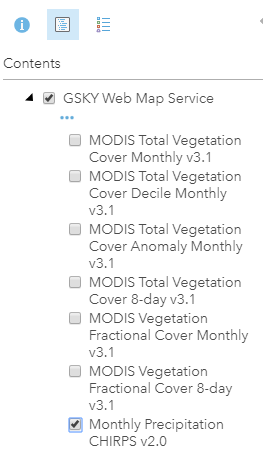 Contents
GSKY Web Map Service
MODIS Total Vegetation
Cover Monthly v3.1
MODIS Total Vegetation
Cover Decile Monthly
v3.1
MODIS Total Vegetation
Cover Anomaly Monthly
v3.1
MODIS Total Vegetation
Cover 8-day v3.1
MODIS Vegetation
Fractional Cover Monthly
v3.1
MODIS Vegetation
Fractional Cover 8-day
v3.1
Monthly Precipitation
CHIRPS v2.0